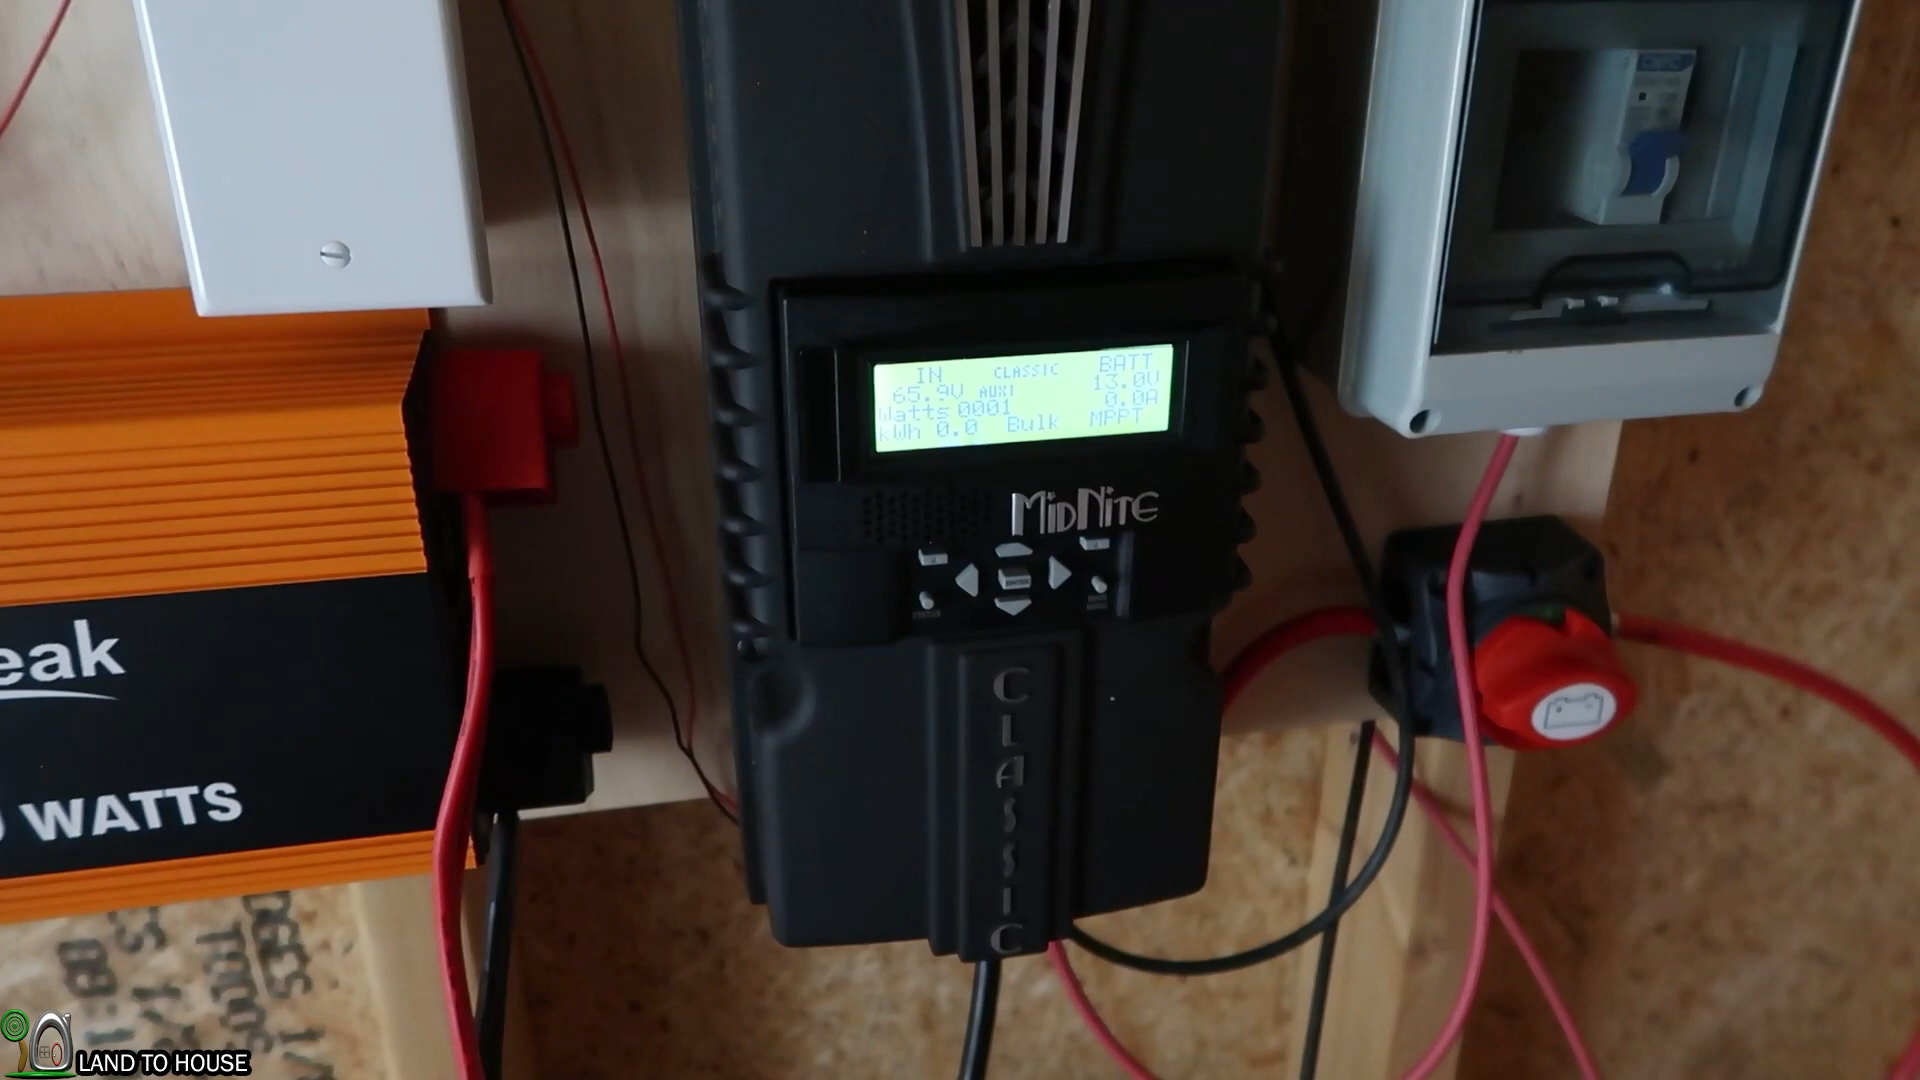 IN CLASSIC BATT
65.9V AUX1 13.0V
Watts 0001 0.0A
kWh 0.0 Bulk MPPT
MidNiTE
ENTER
CLASSIC
eak
WATTS
LAND TO HOUSE